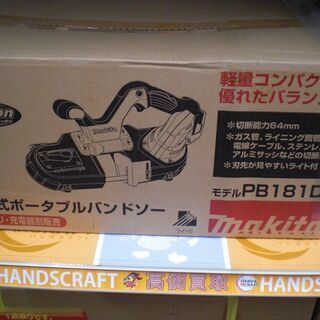 軽量コンパク
優れたバラン
＊切断能力64mm
＊ガス管、ライニング鋼管
電線ケーブル、ステンレス
アルミサッシなどの切断
＊刃先が見やすいライト付
makita
式ポータブルバンドソー
・充電器別販売
ライト付
モデルPB181D
makita
HANDSCRAFT 高価買取 HANDS CRAFT HANDSC